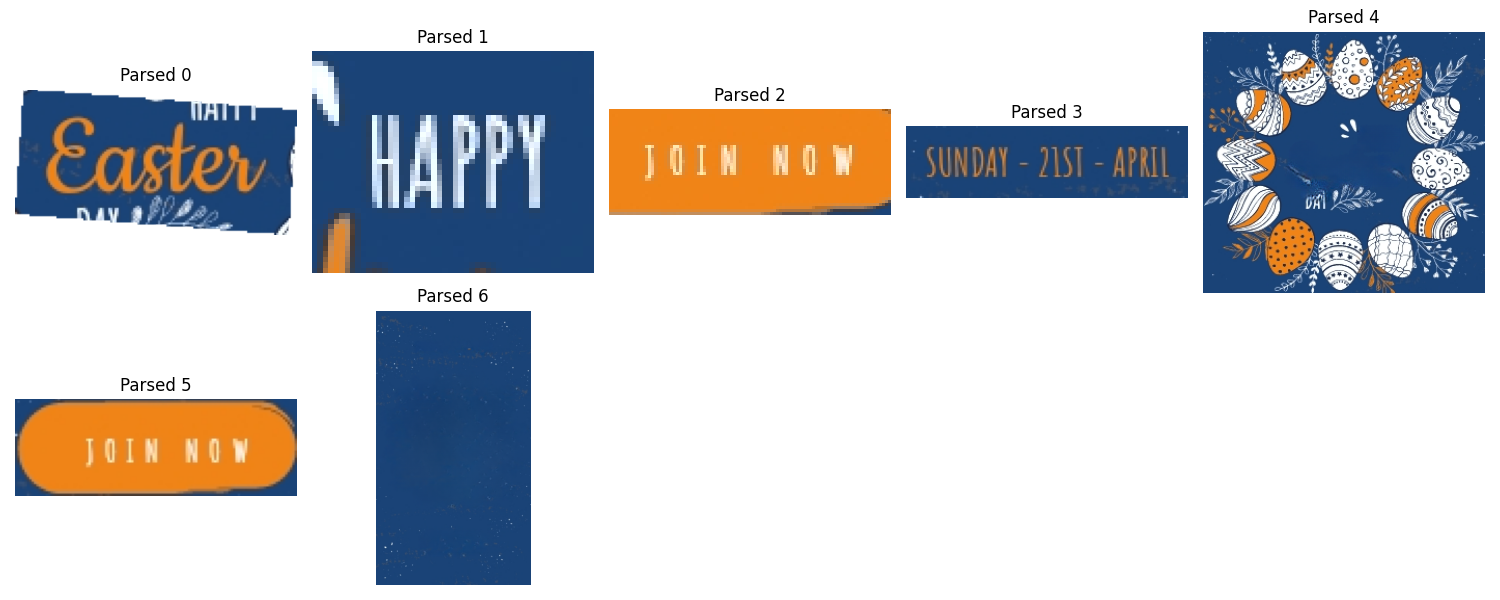 Parsed 0
HAPPY
Easter
DAY
Parsed 1
HAPPY
Parsed 2
JOIN NOW
Parsed 3
SUNDAY - 21ST - APRIL
Parsed 4
DAY
Parsed 5
JOIN NOW
Parsed 6